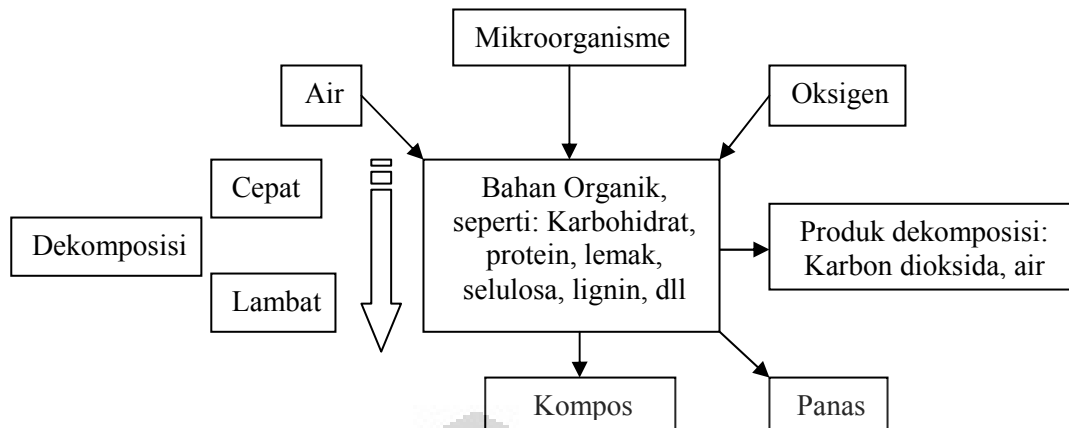 Mikroorganisme
Air
Oksigen
Cepat
Dekomposisi
Lambat
Bahan Organik,
seperti: Karbohidrat,
protein, lemak,
selulosa, lignin, dll
Produk dekomposisi:
Karbon dioksida, air
Kompos
Panas